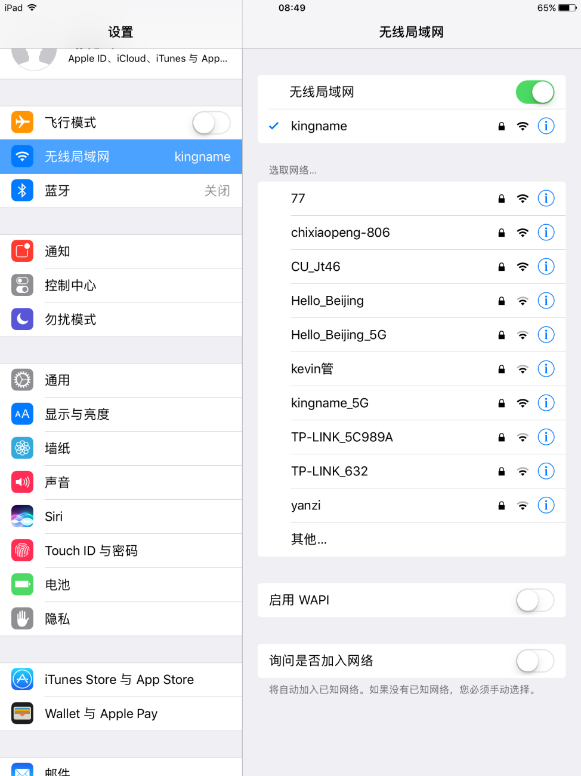 iPad
08:49
65%
设置
无线局域网
Apple ID、iCloud、iTunes 与 App...
飞行模式
无线局域网
kingname
蓝牙
关闭
通知
控制中心
勿扰模式
通用
显示与亮度
墙纸
声音
Siri
Touch ID 与密码
电池
隐私
iTunes Store 与 App Store
Wallet 与 Apple Pay
邮件
无线局域网
kingname
选取网络...
77
chixiaopeng-806
CU_Jt46
Hello_Beijing
Hello_Beijing_5G
kevin管
kingname_5G
TP-LINK_5C989A
TP-LINK_632
yanzi
其他...
启用 WAPI
询问是否加入网络
将自动加入已知网络。如果没有已知网络，您必须手动选择。